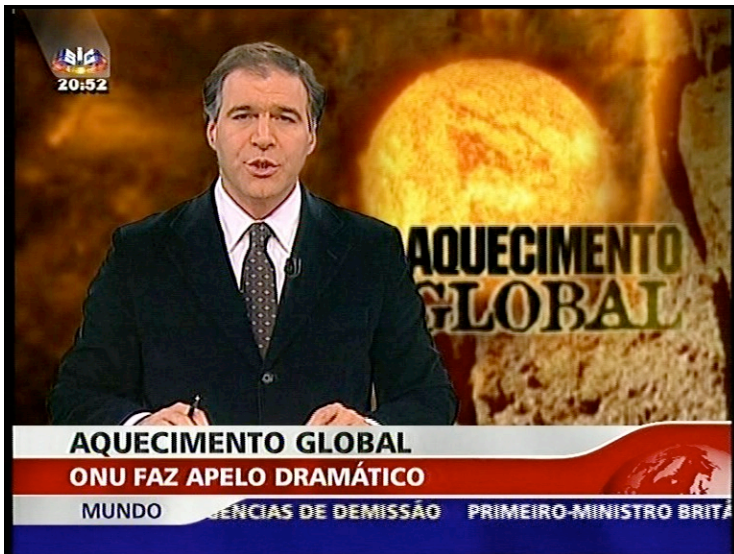 SIC
20:52
AQUECIMENTO
GLOBAL
AQUECIMENTO GLOBAL
ONU FAZ APELO DRAMÁTICO
MUNDO
DE DEMISSÃO PRIMEIRO-MINISTRO